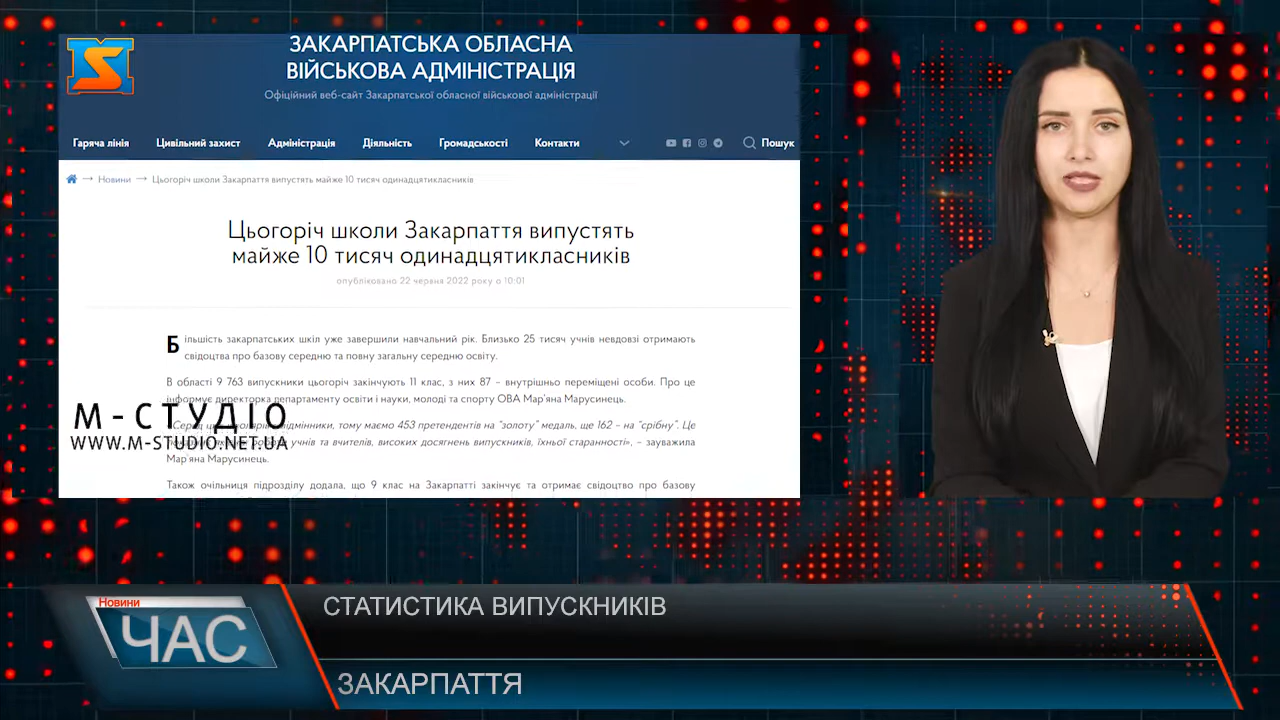 ЗАКАРПАТСЬКА ОБЛАСНА
ВІЙСЬКОВА АДМІНІСТРАЦІЯ
Офіційний веб-сайт Закарпатської обласної військової адміністрації
Гаряча лінія Цивільний захист Адміністрація Діяльність Громадськості Контакти Пошук
Новини Цьогоріч школи Закарпаття випустять майже 10 тисяч одинадцятикласників
Цьогоріч школи Закарпаття випустять
майже 10 тисяч одинадцятикласників
опубліковано 22 червня 2022 року о 10:01
Більшість закарпатських шкіл уже завершили навчальний рік. Близько 25 тисяч учнів невдовзі отримають
свідоцтва про базову середню та повну загальну середню освіту.
В області 9 763 випускники цьогоріч закінчують 11 клас, з них 87 – внутрішньо переміщені особи. Про це
інформує директорка департаменту освіти і науки, молоді та спорту ОВА Мар'яна Марусинець.
М-СТУДІО
«Серед цих школярів відмінники, тому маємо 453 претендентів на “золоту” медаль, ще 162 – на “срібну”. Це
WWW.M-STUDIO.NET.UA
учнів та вчителів, високих досягнень випускників, їхньої старанності», – зауважила
Мар'яна Марусинець.
Також очільниця підрозділу додала, що 9 клас на Закарпатті закінчує та отримає свідоцтво про базову
Новини
ЧАС
СТАТИСТИКА ВИПУСКНИКІВ
ЗАКАРПАТТЯ